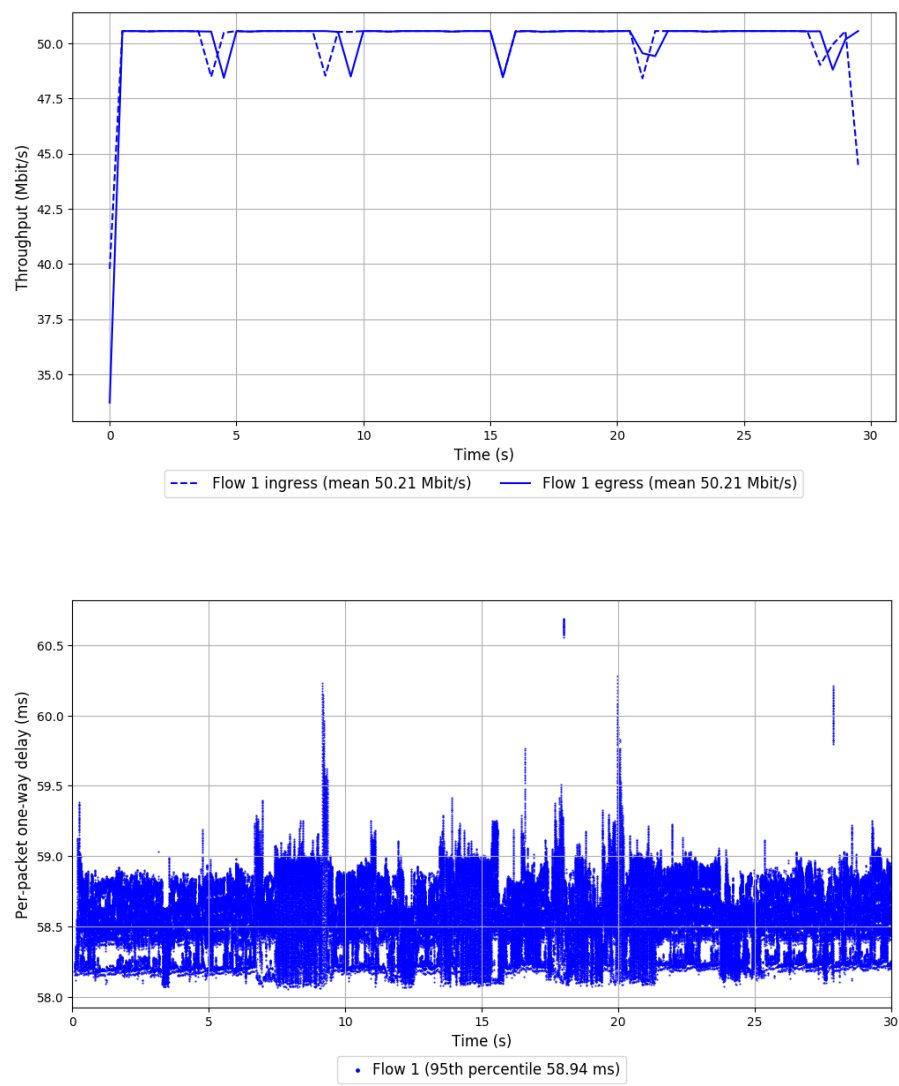 50.0
47.5
45.0
42.5
40.0
37.5
35.0
Throughput (Mbit/s)
0 5 10 15 20 25 30
Time (s)
Flow 1 ingress (mean 50.21 Mbit/s) Flow 1 egress (mean 50.21 Mbit/s)
60.5
60.0
59.5
59.0
58.5
58.0
Per-packet one-way delay (ms)
0 5 10 15 20 25 30
Time (s)
Flow 1 (95th percentile 58.94 ms)